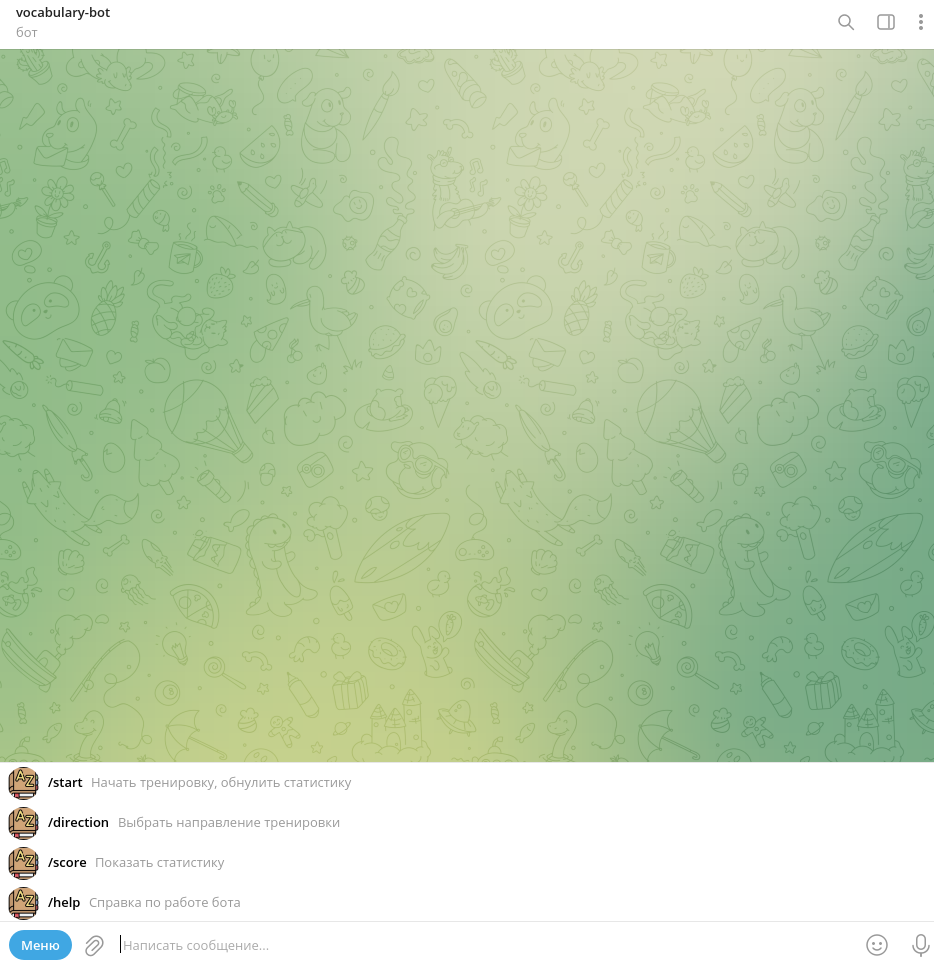 vocabulary-bot
бот
/start Начать тренировку, обнулить статистику
/direction Выбрать направление тренировки
/score Показать статистику
/help Справка по работе бота
Меню Написать сообщение...